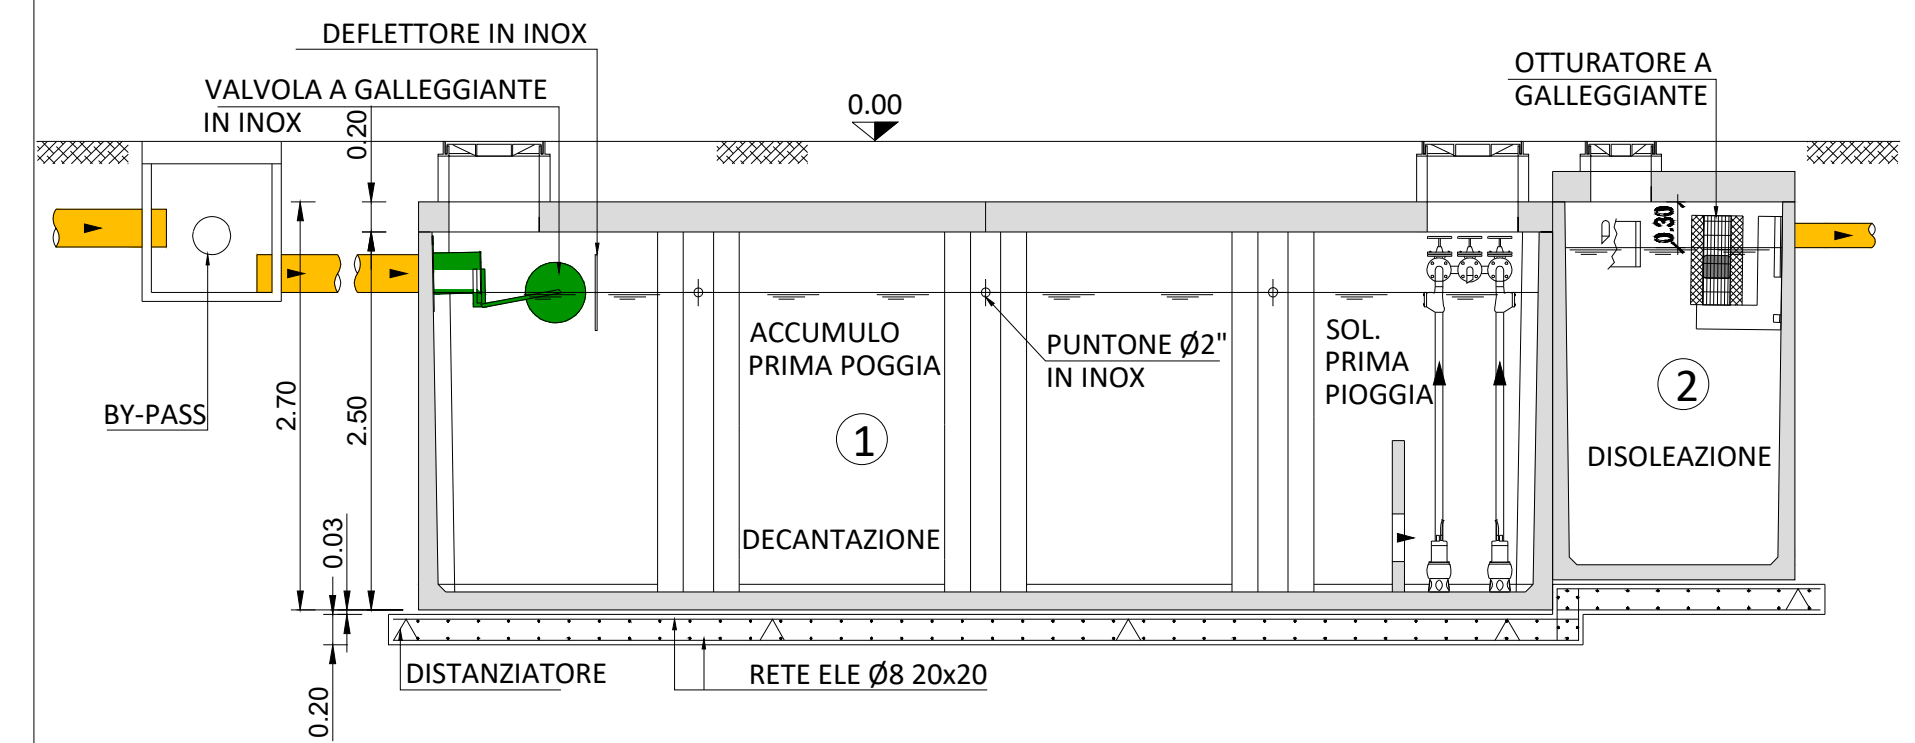 DEFLETTORE IN INOX
VALVOLA A GALLEGGIANTE
IN INOX
0.20
0.00
OTTURATORE A
GALLEGGIANTE
0.30
BY-PASS
2.70
2.50
ACCUMULO
PRIMA POGGIA
1
DECANTAZIONE
PUNTONE Ø2"
IN INOX
SOL.
PRIMA
PIOGGIA
2
DISOLEAZIONE
0.03
0.20
DISTANZIATORE
RETE ELE Ø8 20x20